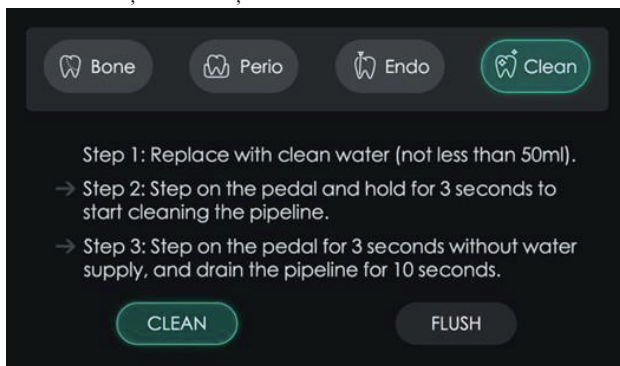 Bone
Perio
Endo
Clean
Step 1: Replace with clean water (not less than 50ml).
→ Step 2: Step on the pedal and hold for 3 seconds to
start cleaning the pipeline.
→ Step 3: Step on the pedal for 3 seconds without water
supply, and drain the pipeline for 10 seconds.
CLEAN
FLUSH